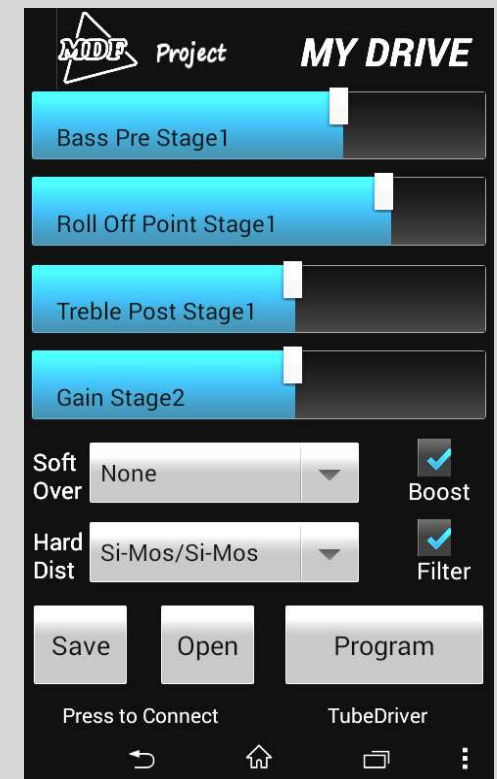 MDF Project MY DRIVE
Bass Pre Stage1
Roll Off Point Stage1
Treble Post Stage1
Gain Stage2
Soft Over None Boost
Hard Dist Si-Mos/Si-Mos Filter
Save Open Program
Press to Connect TubeDriver